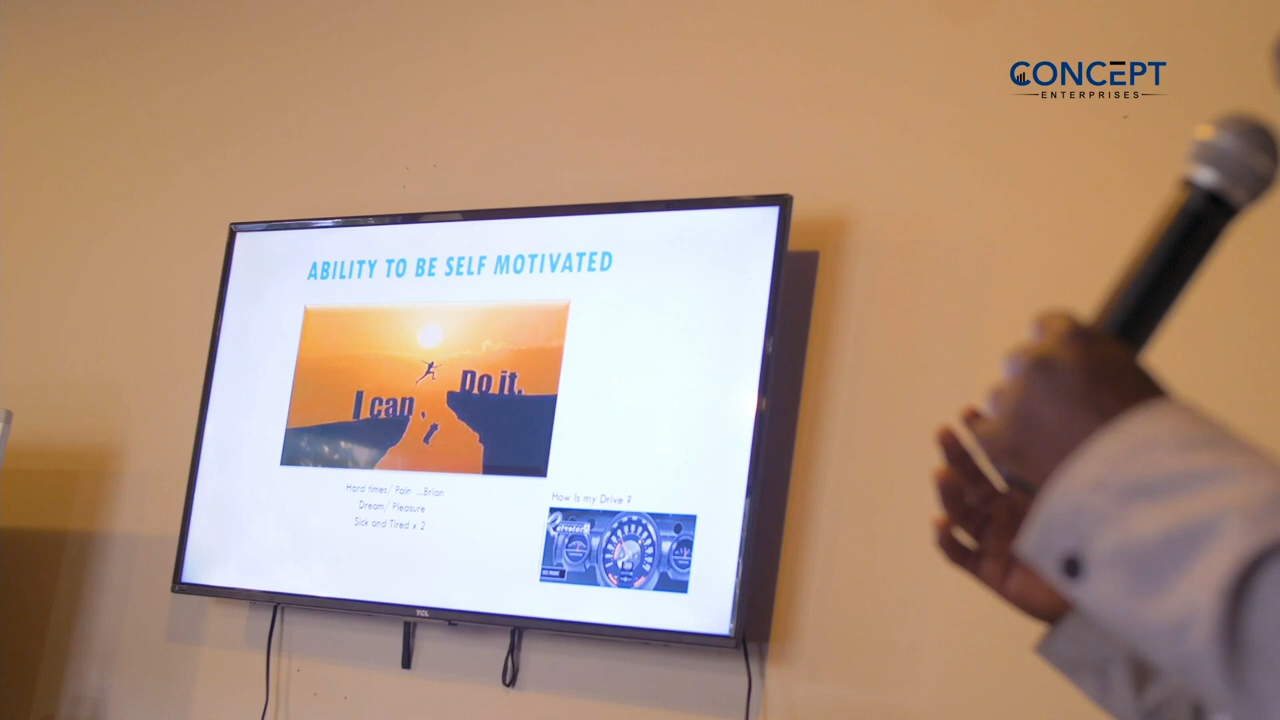 CONCEPT
ENTERPRISES
ABILITY TO BE SELF MOTIVATED
I can Do it.
Hard times/ Pain ...Brian
Dream/ Pleasure
Sick and Tired x 2
How Is my Drive ?
TCL